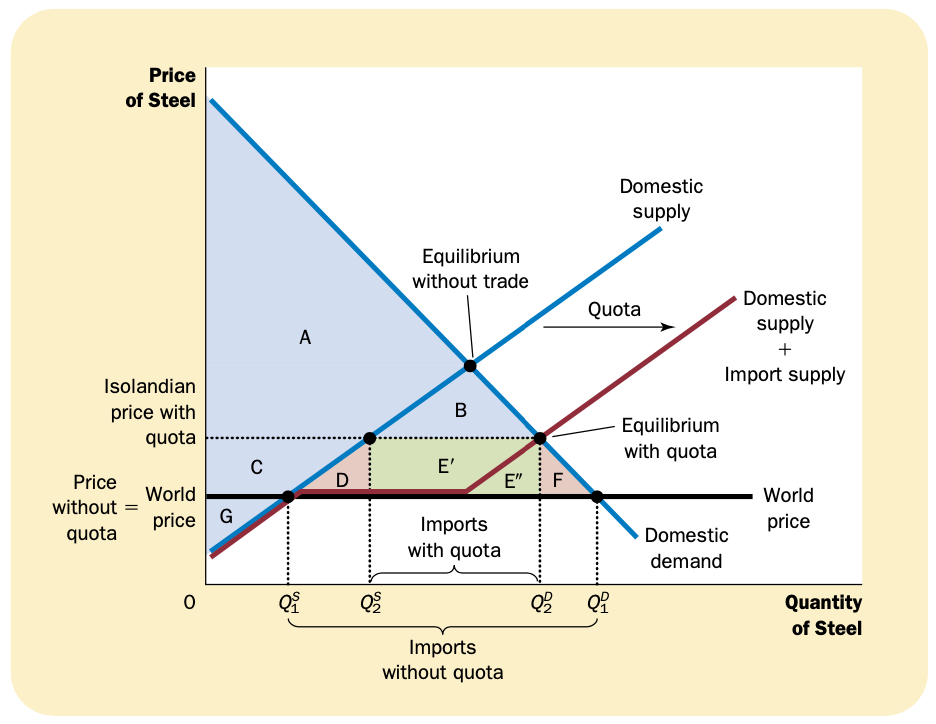 Price
of Steel
Domestic
supply
Equilibrium
without trade
Quota
Domestic
supply
+
Import supply
A
Isolandian
price with
quota
B
Equilibrium
with quota
C
D
E′
E″
F
Price
without =
quota
World
price
G
World
price
Imports
with quota
Domestic
demand
0
Q₁ˢ
Q₂ˢ
Q₂ᴰ
Q₁ᴰ
Quantity
of Steel
Imports
without quota